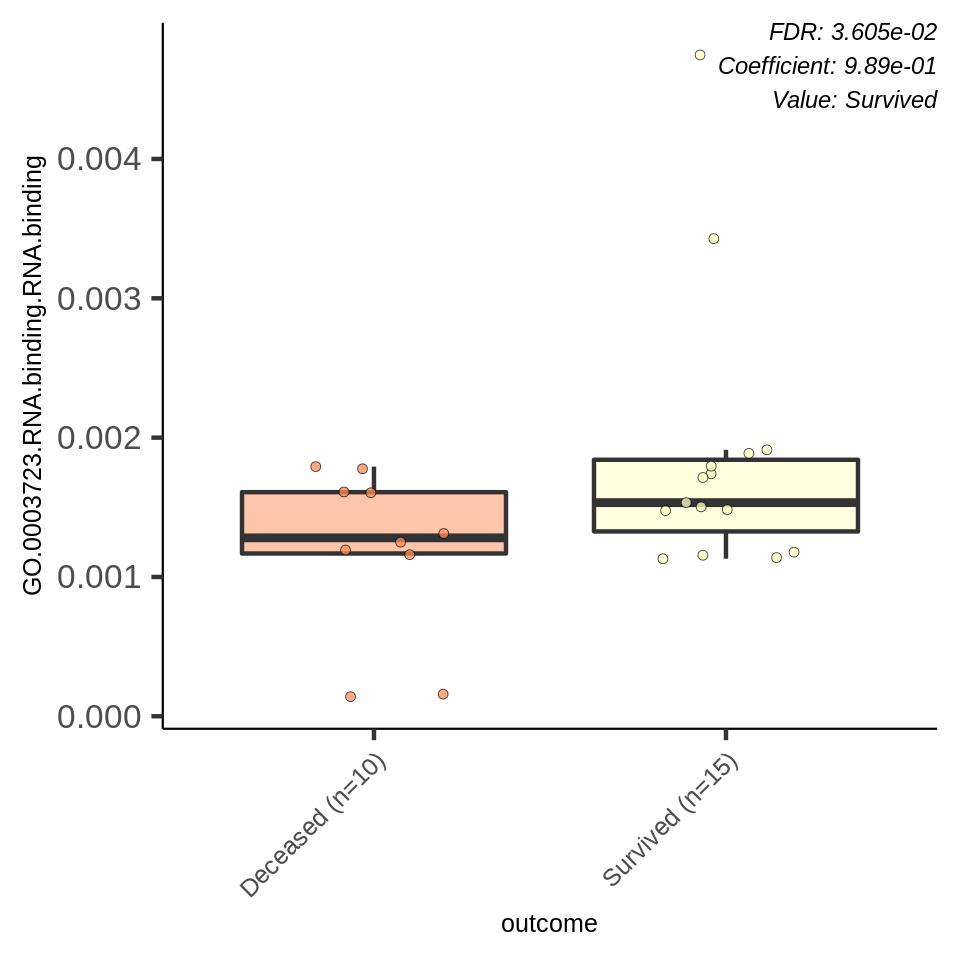 FDR: 3.605e-02
Coefficient: 9.89e-01
Value: Survived
GO.0003723.RNA.binding.RNA.binding
0.004
0.003
0.002
0.001
0.000
Deceased (n=10)
Survived (n=15)
outcome